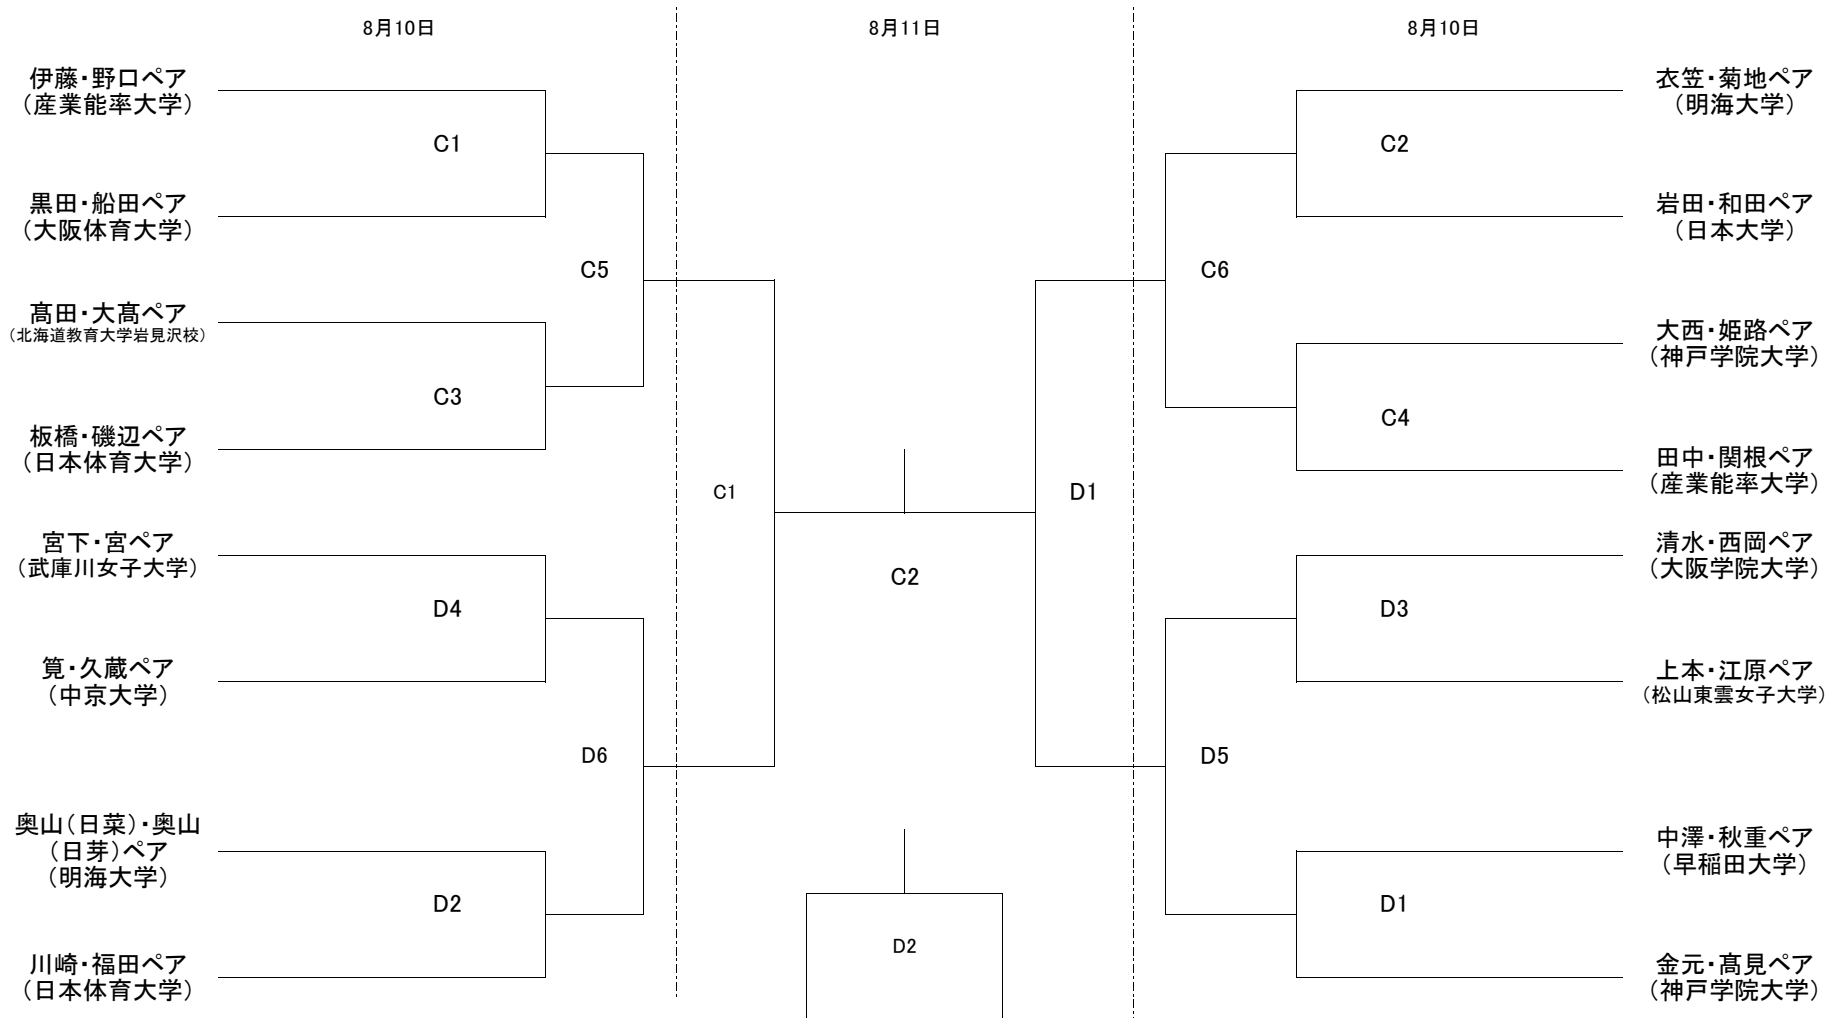 8月10日
8月11日
8月10日
伊藤・野口ペア
（産業能率大学）
C1
黒田・船田ペア
（大阪体育大学）
C5
髙田・大髙ペア
（北海道教育大学岩見沢校）
C3
板橋・磯辺ペア
（日本体育大学）
宮下・宮ペア
（武庫川女子大学）
D4
筧・久蔵ペア
（中京大学）
D6
奥山（日菜）・奥山
（日芽）ペア
（明海大学）
D2
川崎・福田ペア
（日本体育大学）
C1
C2
D1
D2
衣笠・菊地ペア
（明海大学）
C2
岩田・和田ペア
（日本大学）
C6
大西・姫路ペア
（神戸学院大学）
C4
田中・関根ペア
（産業能率大学）
清水・西岡ペア
（大阪学院大学）
D3
上本・江原ペア
（松山東雲女子大学）
D5
中澤・秋重ペア
（早稲田大学）
D1
金元・髙見ペア
（神戸学院大学）